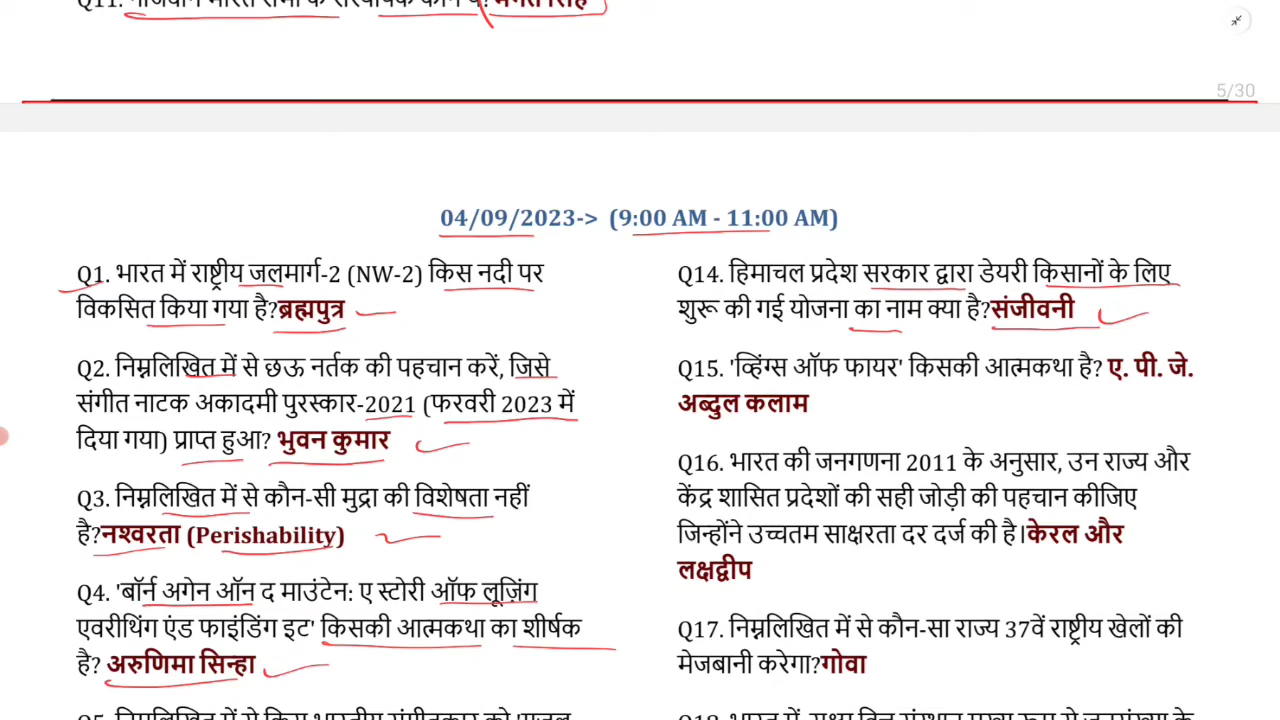 5/30
04/09/2023-> (9:00 AM - 11:00 AM)
Q1. भारत में राष्ट्रीय जलमार्ग-2 (NW-2) किस नदी पर
विकसित किया गया है?ब्रह्मपुत्र
Q2. निम्नलिखित में से छऊ नर्तक की पहचान करें, जिसे
संगीत नाटक अकादमी पुरस्कार-2021 (फरवरी 2023 में
दिया गया) प्राप्त हुआ? भुवन कुमार
Q3. निम्नलिखित में से कौन-सी मुद्रा की विशेषता नहीं
है?नश्वरता (Perishability)
Q4. 'बॉर्न अगेन ऑन द माउंटेन: ए स्टोरी ऑफ लूज़िंग
एवरीथिंग एंड फाइंडिंग इट' किसकी आत्मकथा का शीर्षक
है? अरुणिमा सिन्हा
Q14. हिमाचल प्रदेश सरकार द्वारा डेयरी किसानों के लिए
शुरू की गई योजना का नाम क्या है?संजीवनी
Q15. 'व्हिंग्स ऑफ फायर' किसकी आत्मकथा है? ए. पी. जे.
अब्दुल कलाम
Q16. भारत की जनगणना 2011 के अनुसार, उन राज्य और
केंद्र शासित प्रदेशों की सही जोड़ी की पहचान कीजिए
जिन्होंने उच्चतम साक्षरता दर दर्ज की है।केरल और
लक्षद्वीप
Q17. निम्नलिखित में से कौन-सा राज्य 37वें राष्ट्रीय खेलों की
मेजबानी करेगा?गोवा